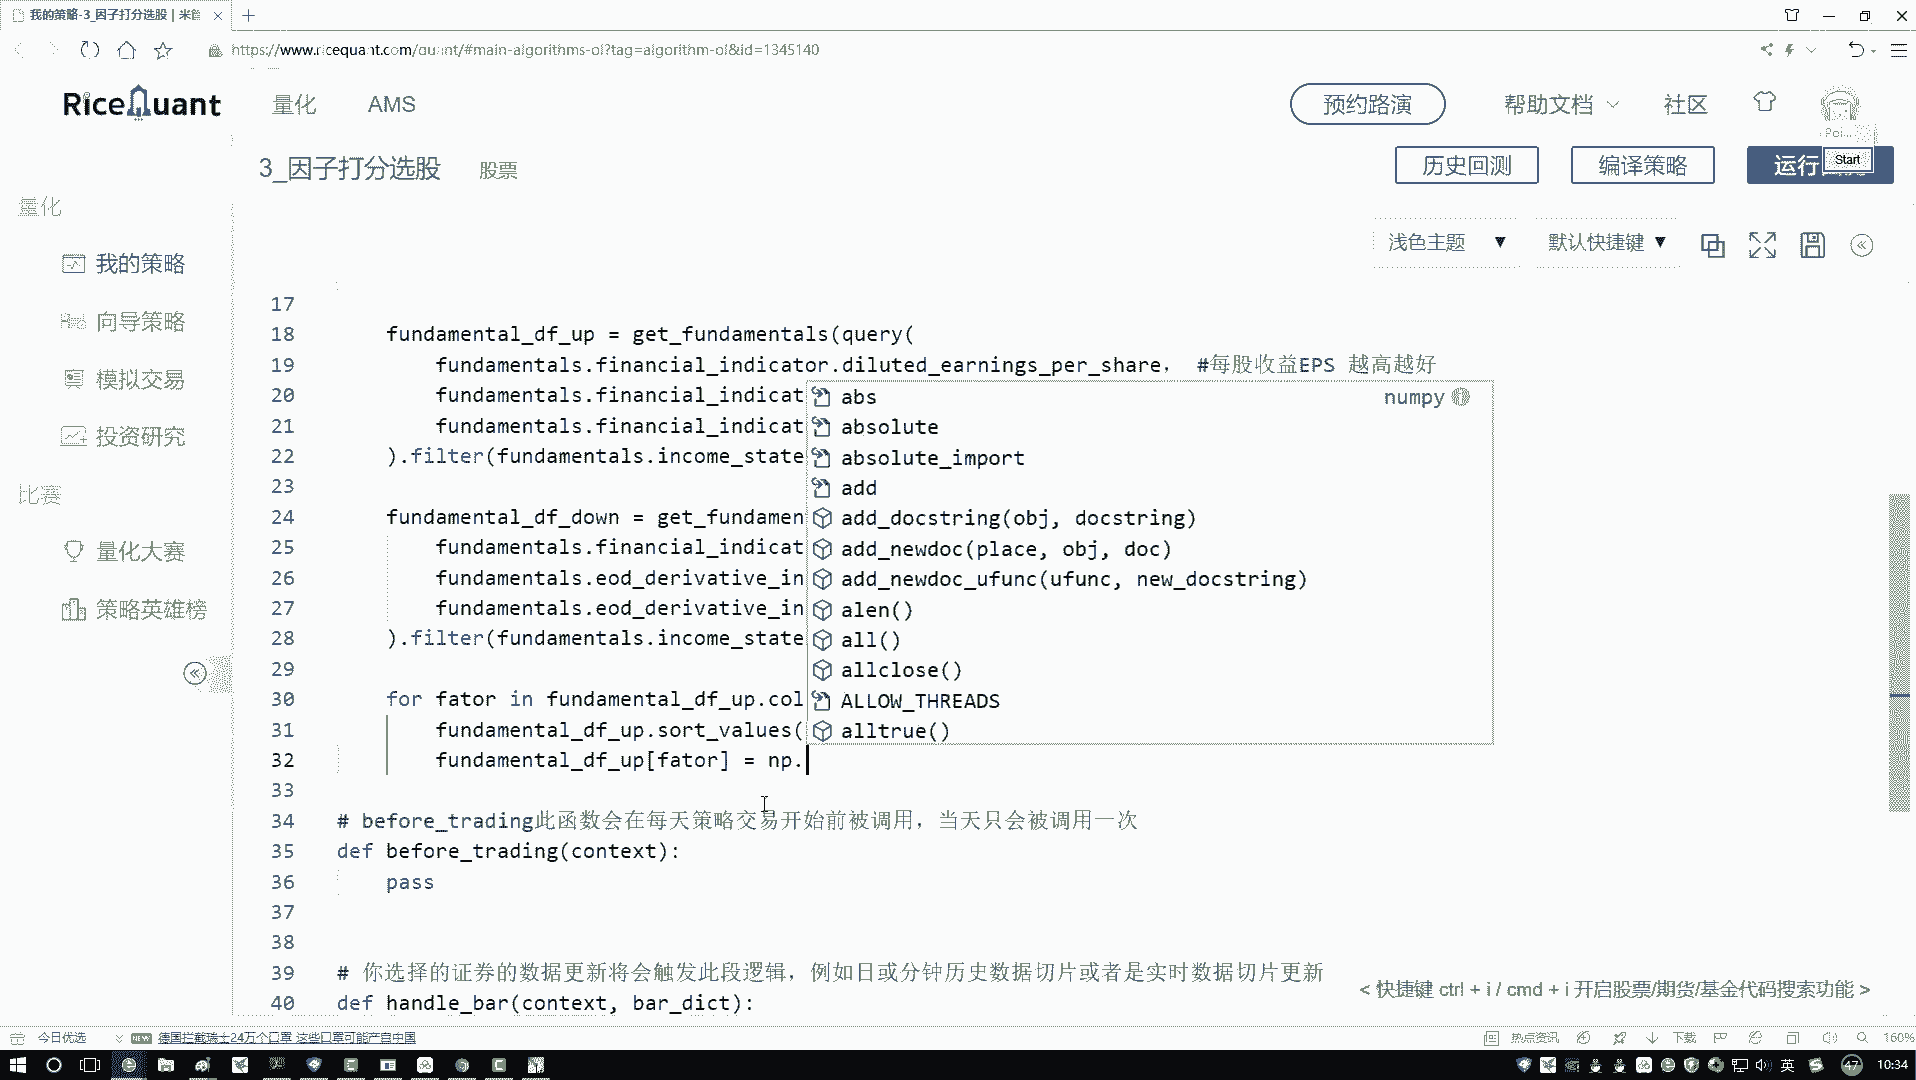 我的策略-3_因子打分选股 | 米
https://www.ricequant.com/quant/#main-algorithms-ol?tag=algorithm-ol&id=1345140
RiceQuant 量化 AMS 预约路演 帮助文档 社区
Poi...
3_因子打分选股 股票 历史回测 编译策略 运行 Start
量化
浅色主题 ▼ 默认快捷键 ▼
我的策略
向导策略
模拟交易
投资研究
比赛
量化大赛
策略英雄榜
17
18 fundamental_df_up = get_fundamentals(query(
19 fundamentals.financial_indicator.diluted_earnings_per_share, #每股收益EPS 越高越好
20 fundamentals.financial_indicat
21 fundamentals.financial_indicat
22 ).filter(fundamentals.income_state
23
24 fundamental_df_down = get_fundamen
25 fundamentals.financial_indicat
26 fundamentals.eod_derivative_in
27 fundamentals.eod_derivative_in
28 ).filter(fundamentals.income_state
29
30 for fator in fundamental_df_up.col
31 fundamental_df_up.sort_values(
32 fundamental_df_up[fator] = np.
abs numpy
absolute
absolute_import
add
add_docstring(obj, docstring)
add_newdoc(place, obj, doc)
add_newdoc_ufunc(ufunc, new_docstring)
alen()
all()
allclose()
ALLOW_THREADS
alltrue()
33
34 # before_trading此函数会在每天策略交易开始前被调用，当天只会被调用一次
35 def before_trading(context):
36 pass
37
38
39 # 你选择的证券的数据更新将会触发此段逻辑，例如日或分钟历史数据切片或者是实时数据切片更新
40 def handle_bar(context, bar_dict):
< 快捷键 ctrl + i / cmd + i 开启股票/期货/基金代码搜索功能 >
今日优选 NEW 德国拦截瑞士24万个口罩 这些口罩可能产自中国 热点资讯 下载 160%
英 47 10:34